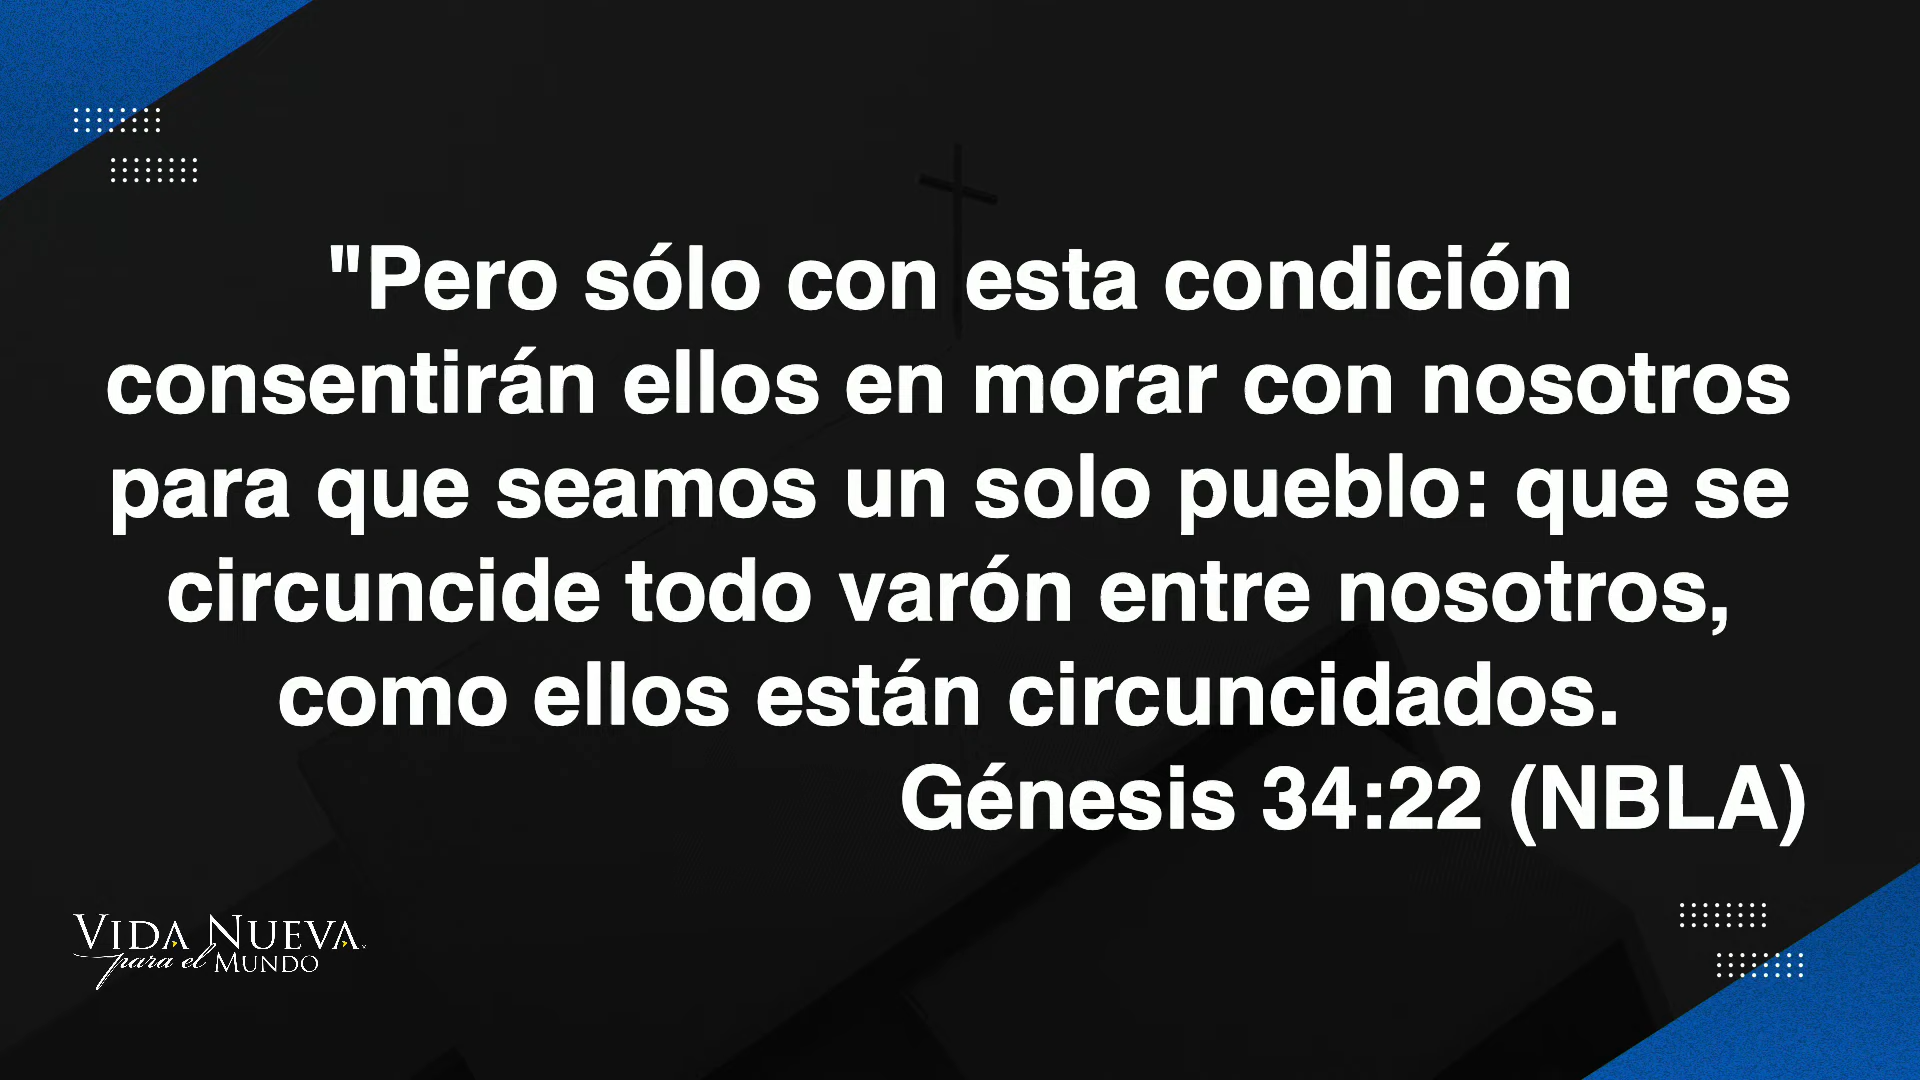 "Pero sólo con esta condición
consentirán ellos en morar con nosotros
para que seamos un solo pueblo: que se
circuncide todo varón entre nosotros,
como ellos están circuncidados.
Génesis 34:22 (NBLA)
VIDA NUEVA
para el MUNDO